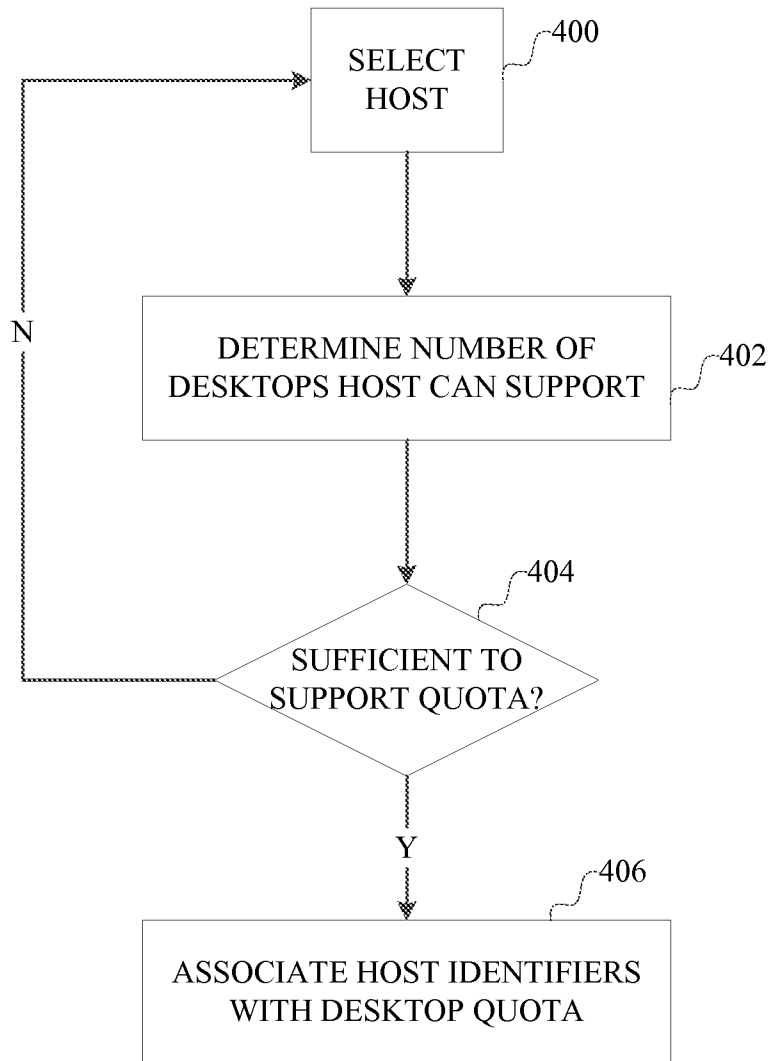 SELECT
HOST
400
DETERMINE NUMBER OF
DESKTOPS HOST CAN SUPPORT
402
N
404
SUFFICIENT TO
SUPPORT QUOTA?
Y
406
ASSOCIATE HOST IDENTIFIERS
WITH DESKTOP QUOTA